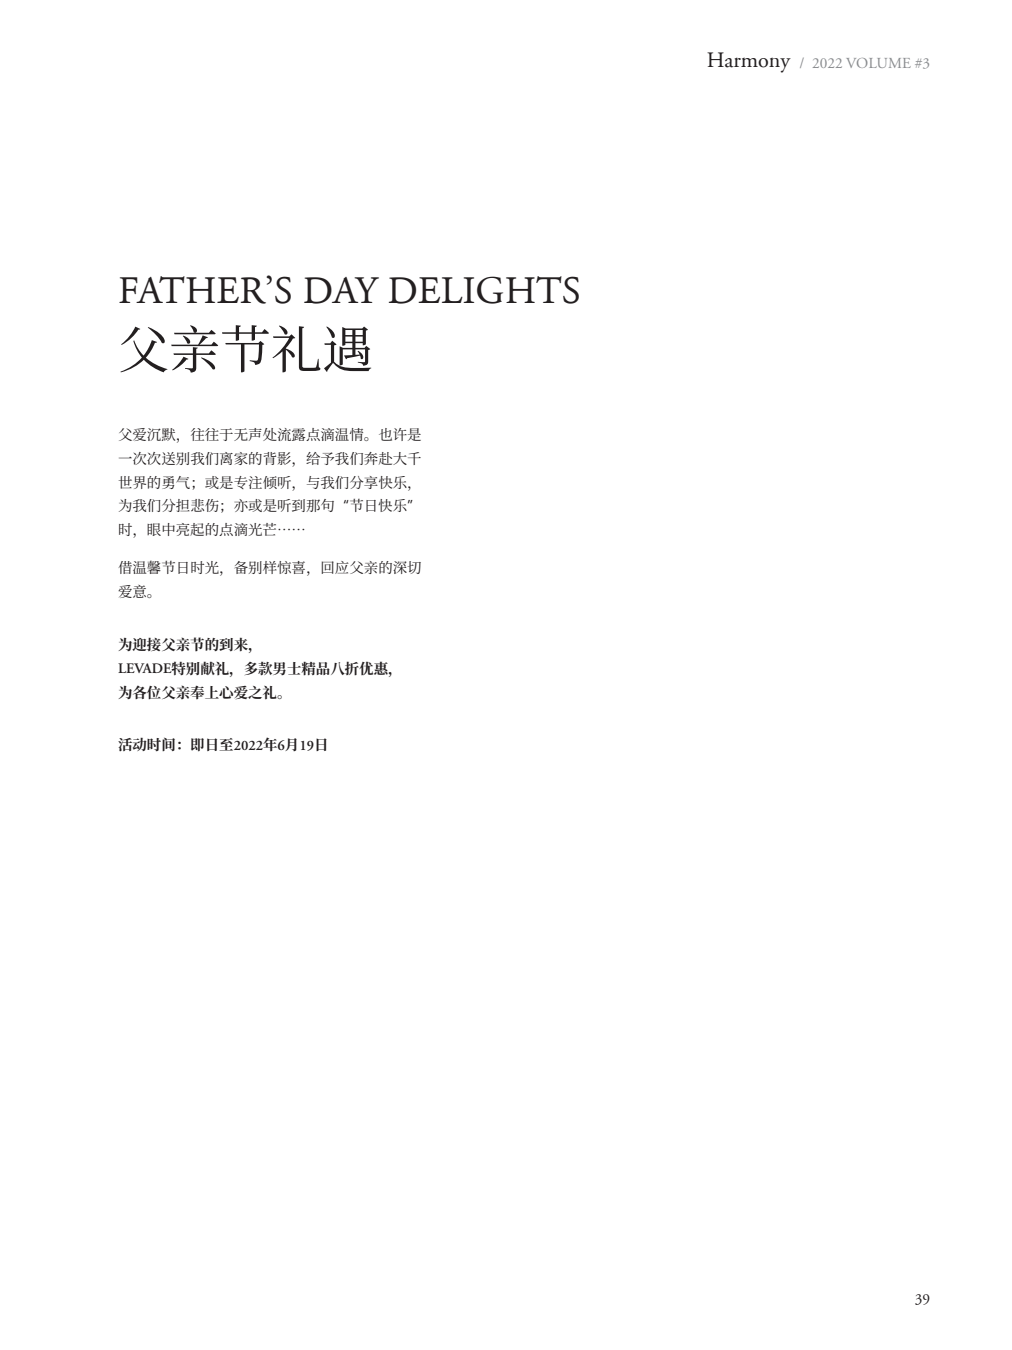 Harmony / 2022 VOLUME #3
FATHER’S DAY DELIGHTS
父亲节礼遇
父爱沉默，往往于无声处流露点滴温情。也许是
一次次送别我们离家的背影，给予我们奔赴大千
世界的勇气；或是专注倾听，与我们分享快乐，
为我们分担悲伤；亦或是听到那句“节日快乐”
时，眼中亮起的点滴光芒……
借温馨节日时光，备别样惊喜，回应父亲的深切
爱意。
为迎接父亲节的到来，
LEVADE特别献礼，多款男士精品八折优惠，
为各位父亲奉上心爱之礼。
活动时间：即日至2022年6月19日
39